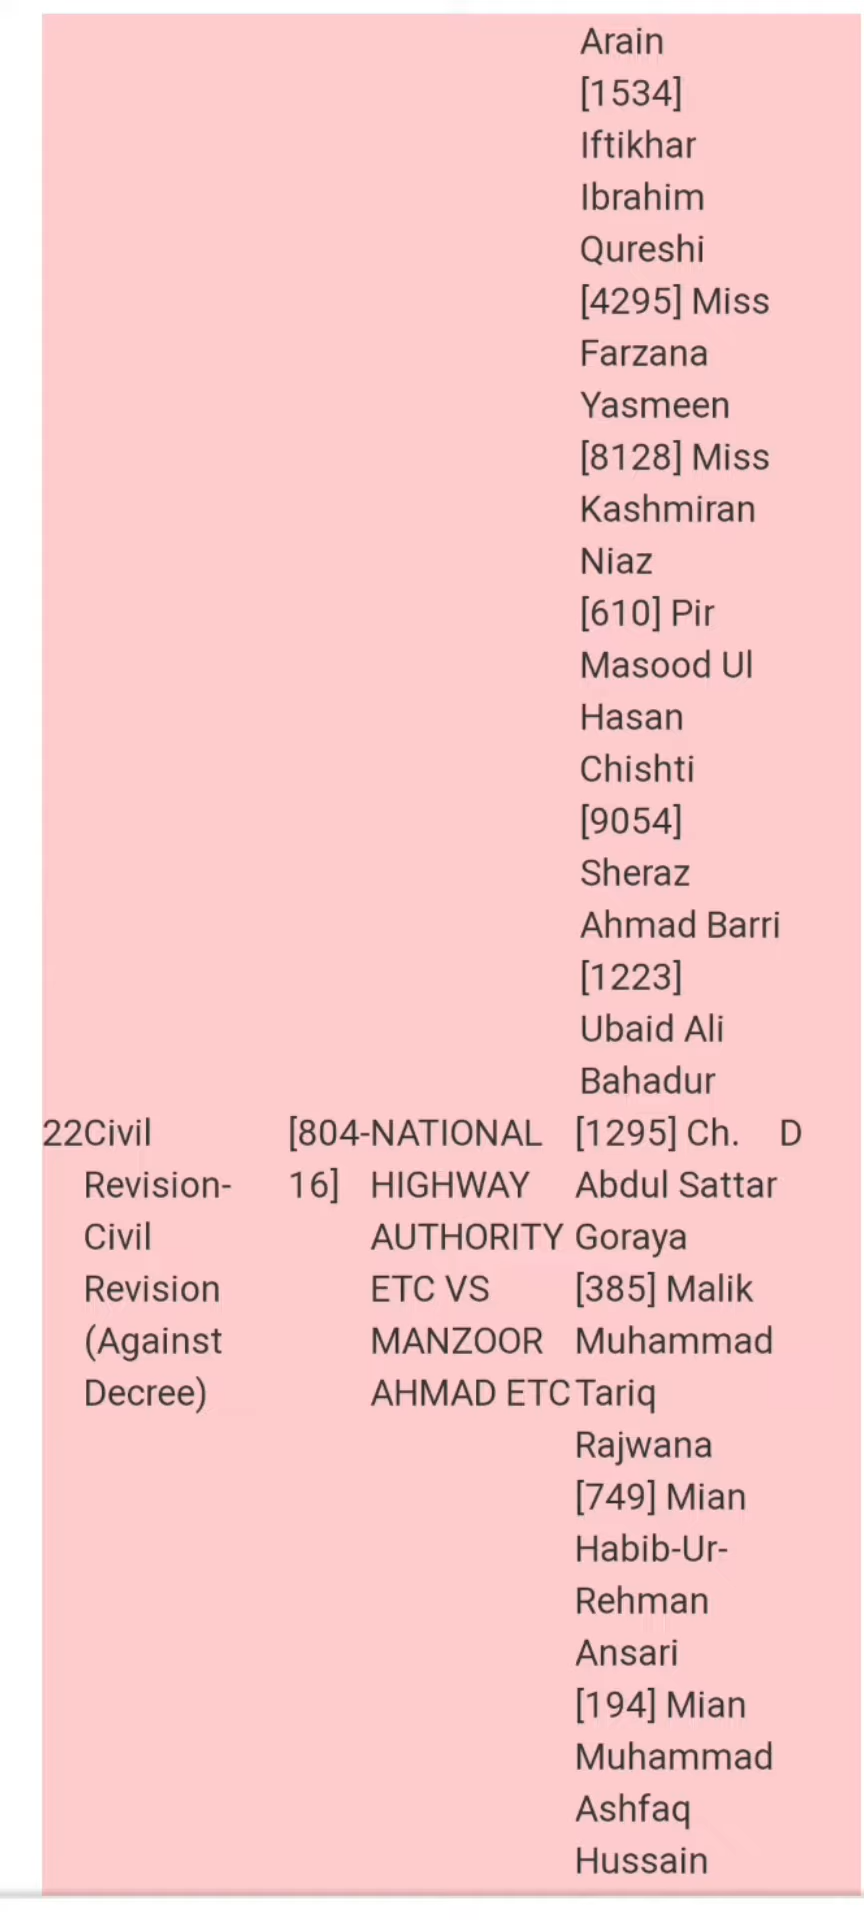 Arain
[1534]
Iftikhar
Ibrahim
Qureshi
[4295] Miss
Farzana
Yasmeen
[8128] Miss
Kashmiran
Niaz
[610] Pir
Masood Ul
Hasan
Chishti
[9054]
Sheraz
Ahmad Barri
[1223]
Ubaid Ali
Bahadur
22Civil [804-NATIONAL [1295] Ch. D
Revision- 16] HIGHWAY Abdul Sattar
Civil AUTHORITY Goraya
Revision ETC VS [385] Malik
(Against MANZOOR Muhammad
Decree) AHMAD ETC Tariq
Rajwana
[749] Mian
Habib-Ur-
Rehman
Ansari
[194] Mian
Muhammad
Ashfaq
Hussain